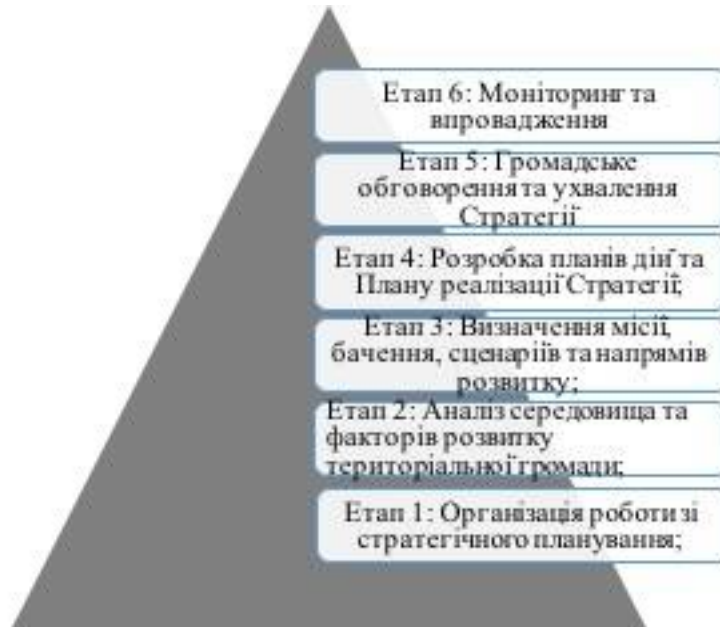 Етап 6: Моніторинг та
впровадження
Етап 5: Громадське
обговорення та ухвалення
Стратегії
Етап 4: Розробка планів дій та
Плану реалізації Стратегії;
Етап 3: Визначення місії,
бачення, сценаріїв та напрямів
розвитку;
Етап 2: Аналіз середовища та
факторів розвитку
територіальної громади;
Етап 1: Організація роботи зі
стратегічного планування;